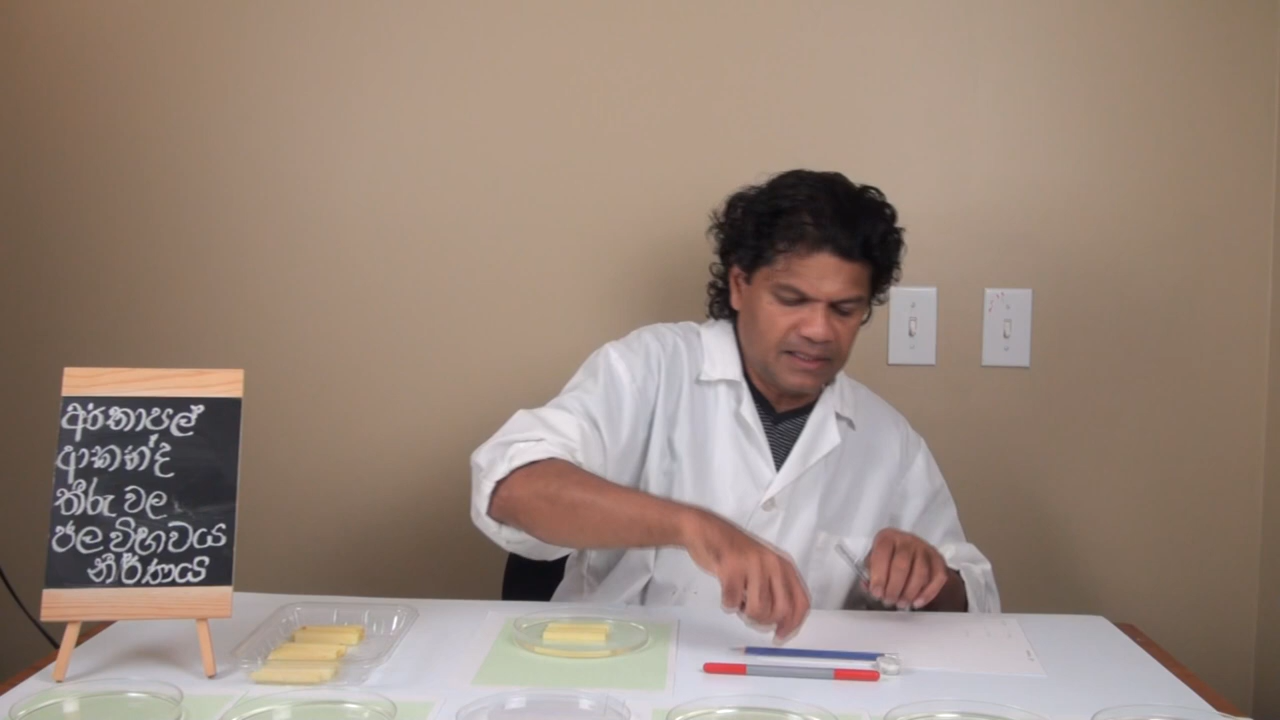 අර්තාපල්
ආකන්ද
තීරු වල
ජල විභවය
නිර්ණය